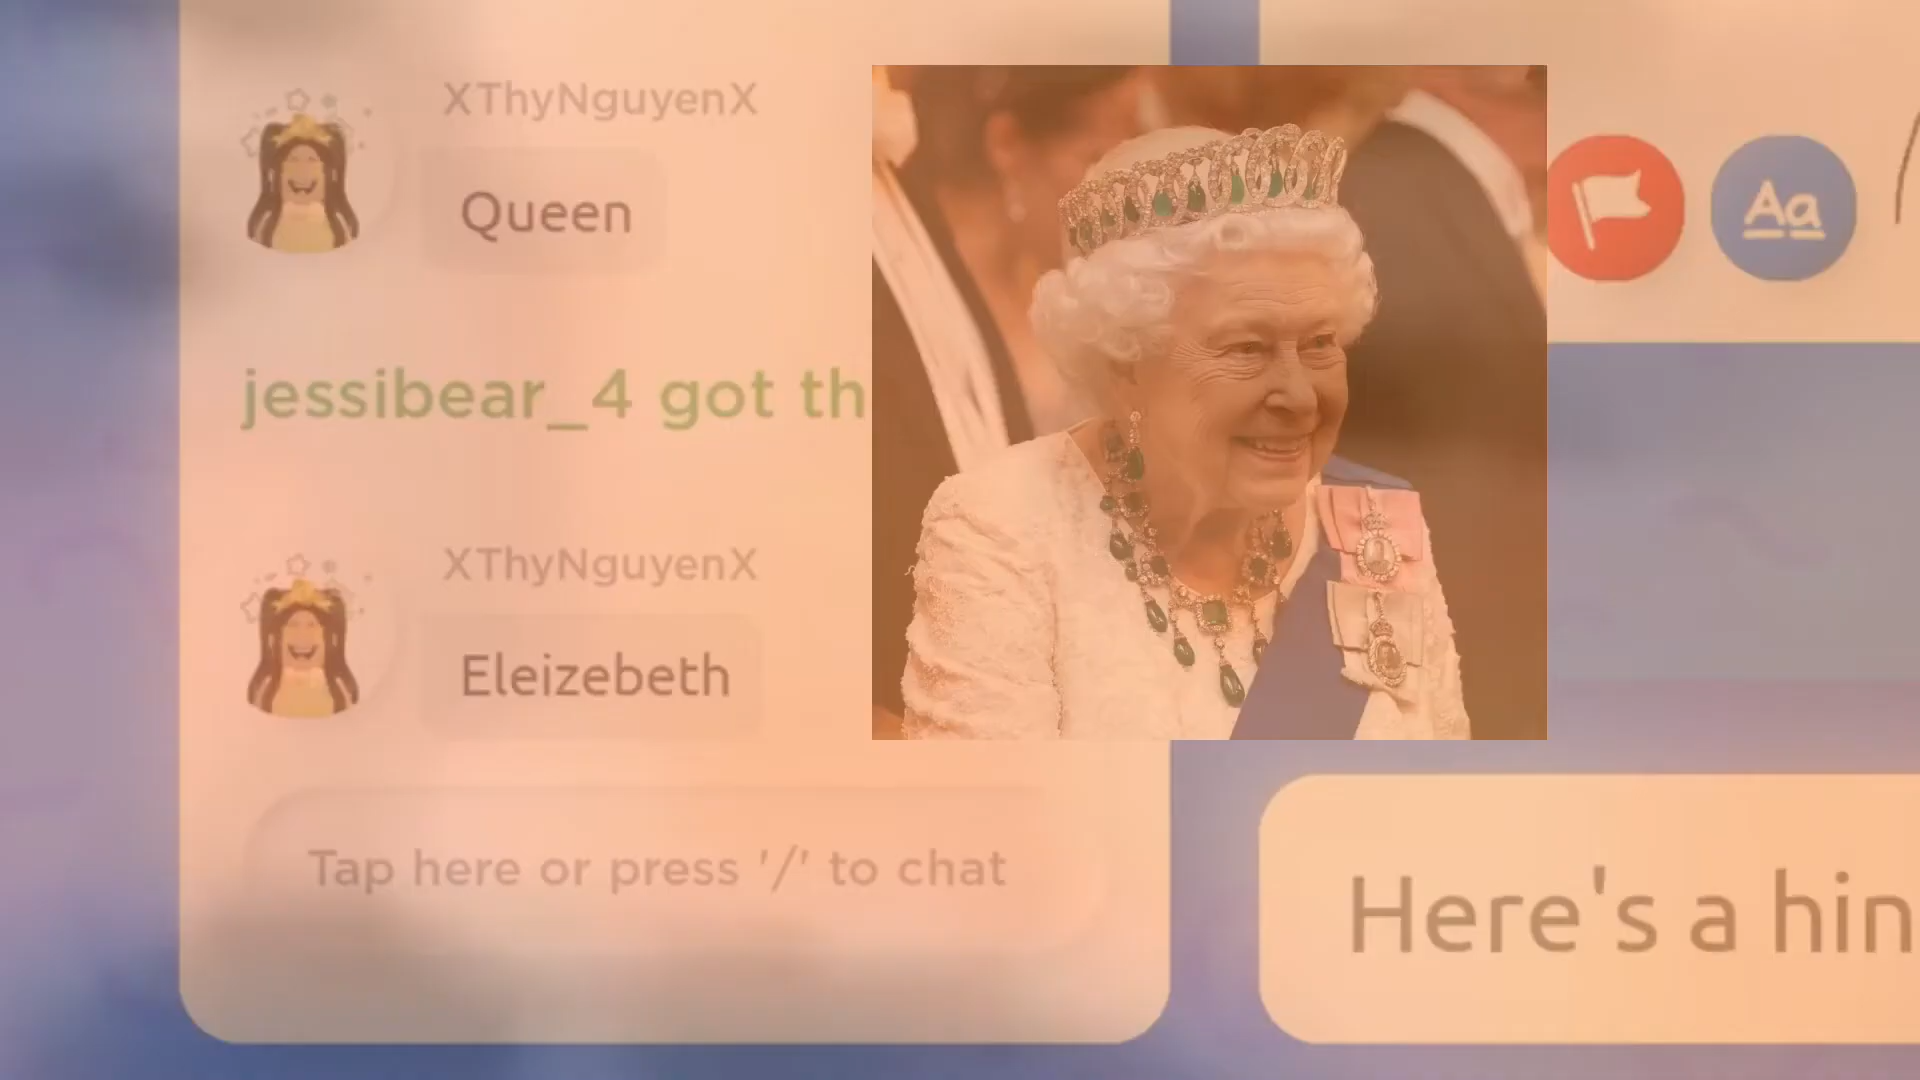 XThyNguyenX
Queen
jessibear_4 got th
XThyNguyenX
Eleizebeth
Tap here or press '/' to chat
Aa
Here's a hin